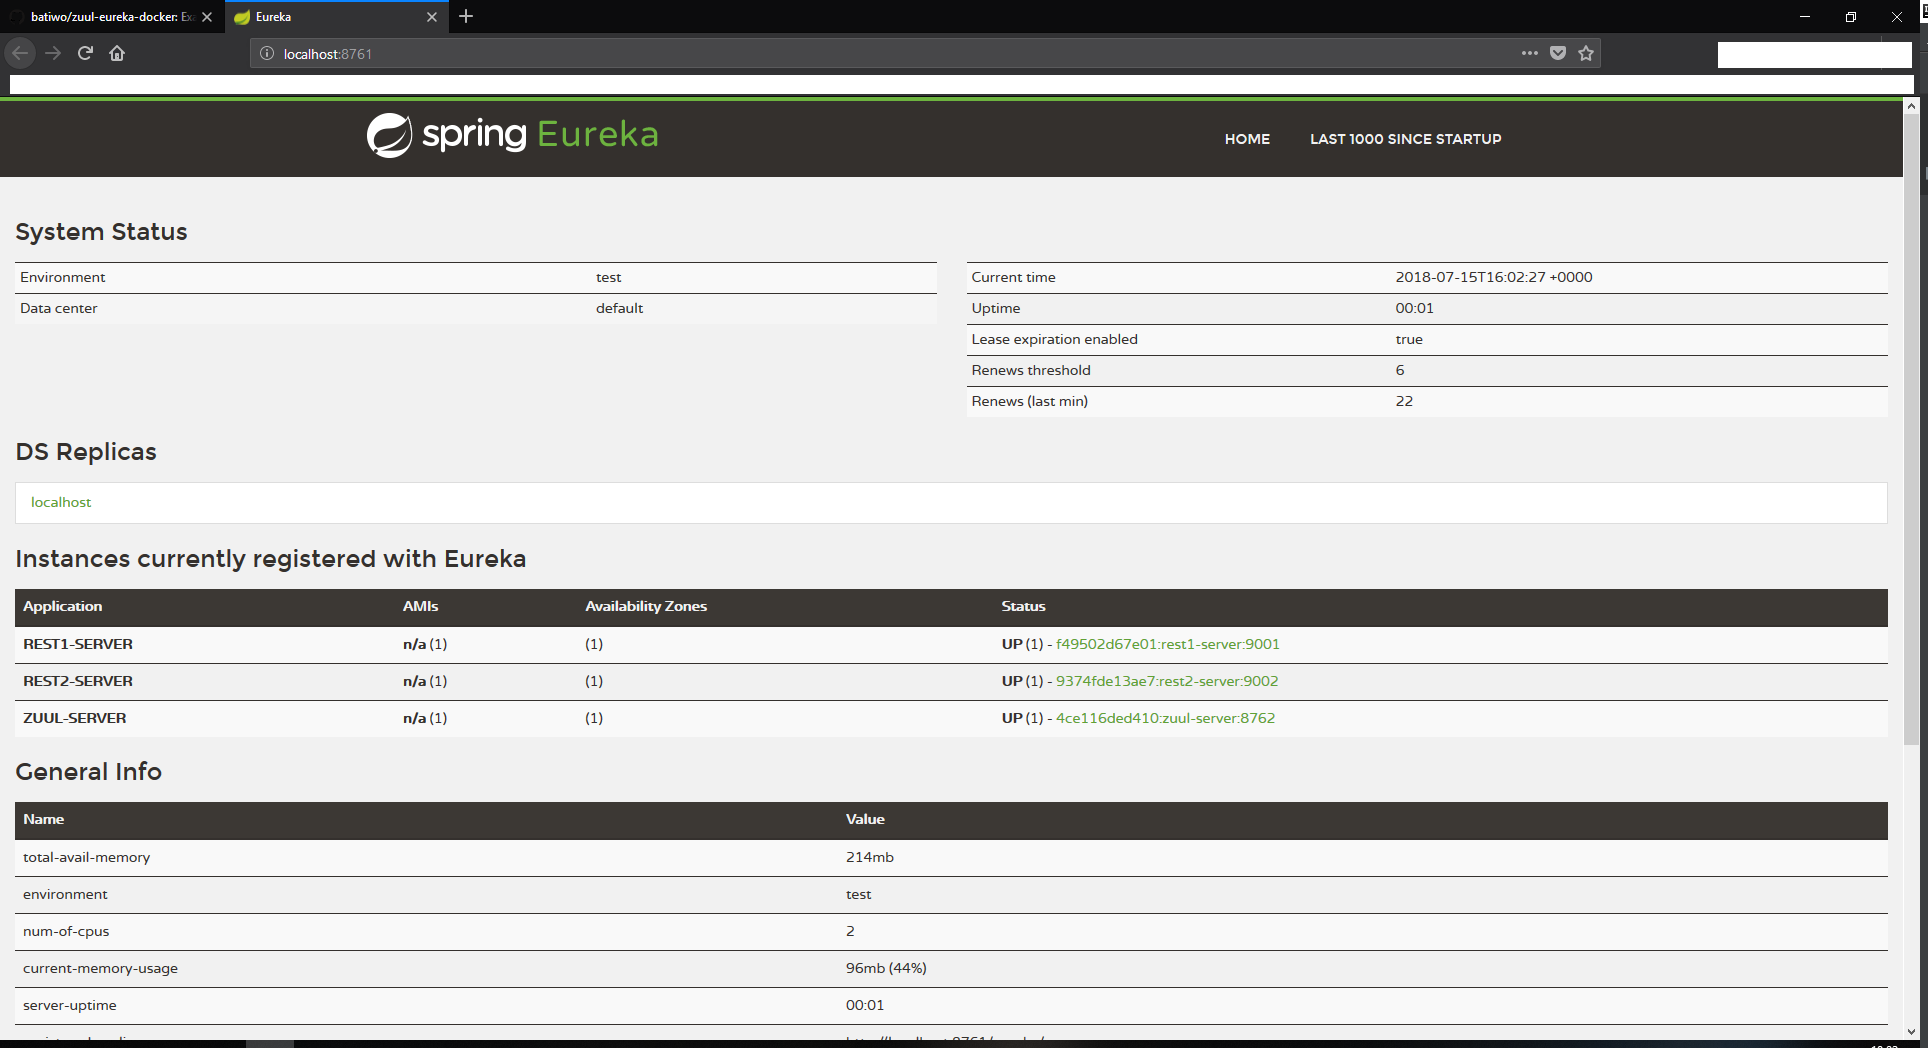 batiwo/zuul-eureka-docker: Exa
Eureka
localhost:8761
spring Eureka
HOME LAST 1000 SINCE STARTUP
System Status
Environment test
Data center default
Current time 2018-07-15T16:02:27 +0000
Uptime 00:01
Lease expiration enabled true
Renews threshold 6
Renews (last min) 22
DS Replicas
localhost
Instances currently registered with Eureka
Application AMIs Availability Zones Status
REST1-SERVER n/a (1) (1) UP (1) - f49502d67e01:rest1-server:9001
REST2-SERVER n/a (1) (1) UP (1) - 9374fde13ae7:rest2-server:9002
ZUUL-SERVER n/a (1) (1) UP (1) - 4ce116ded410:zuul-server:8762
General Info
Name Value
total-avail-memory 214mb
environment test
num-of-cpus 2
current-memory-usage 96mb (44%)
server-uptime 00:01